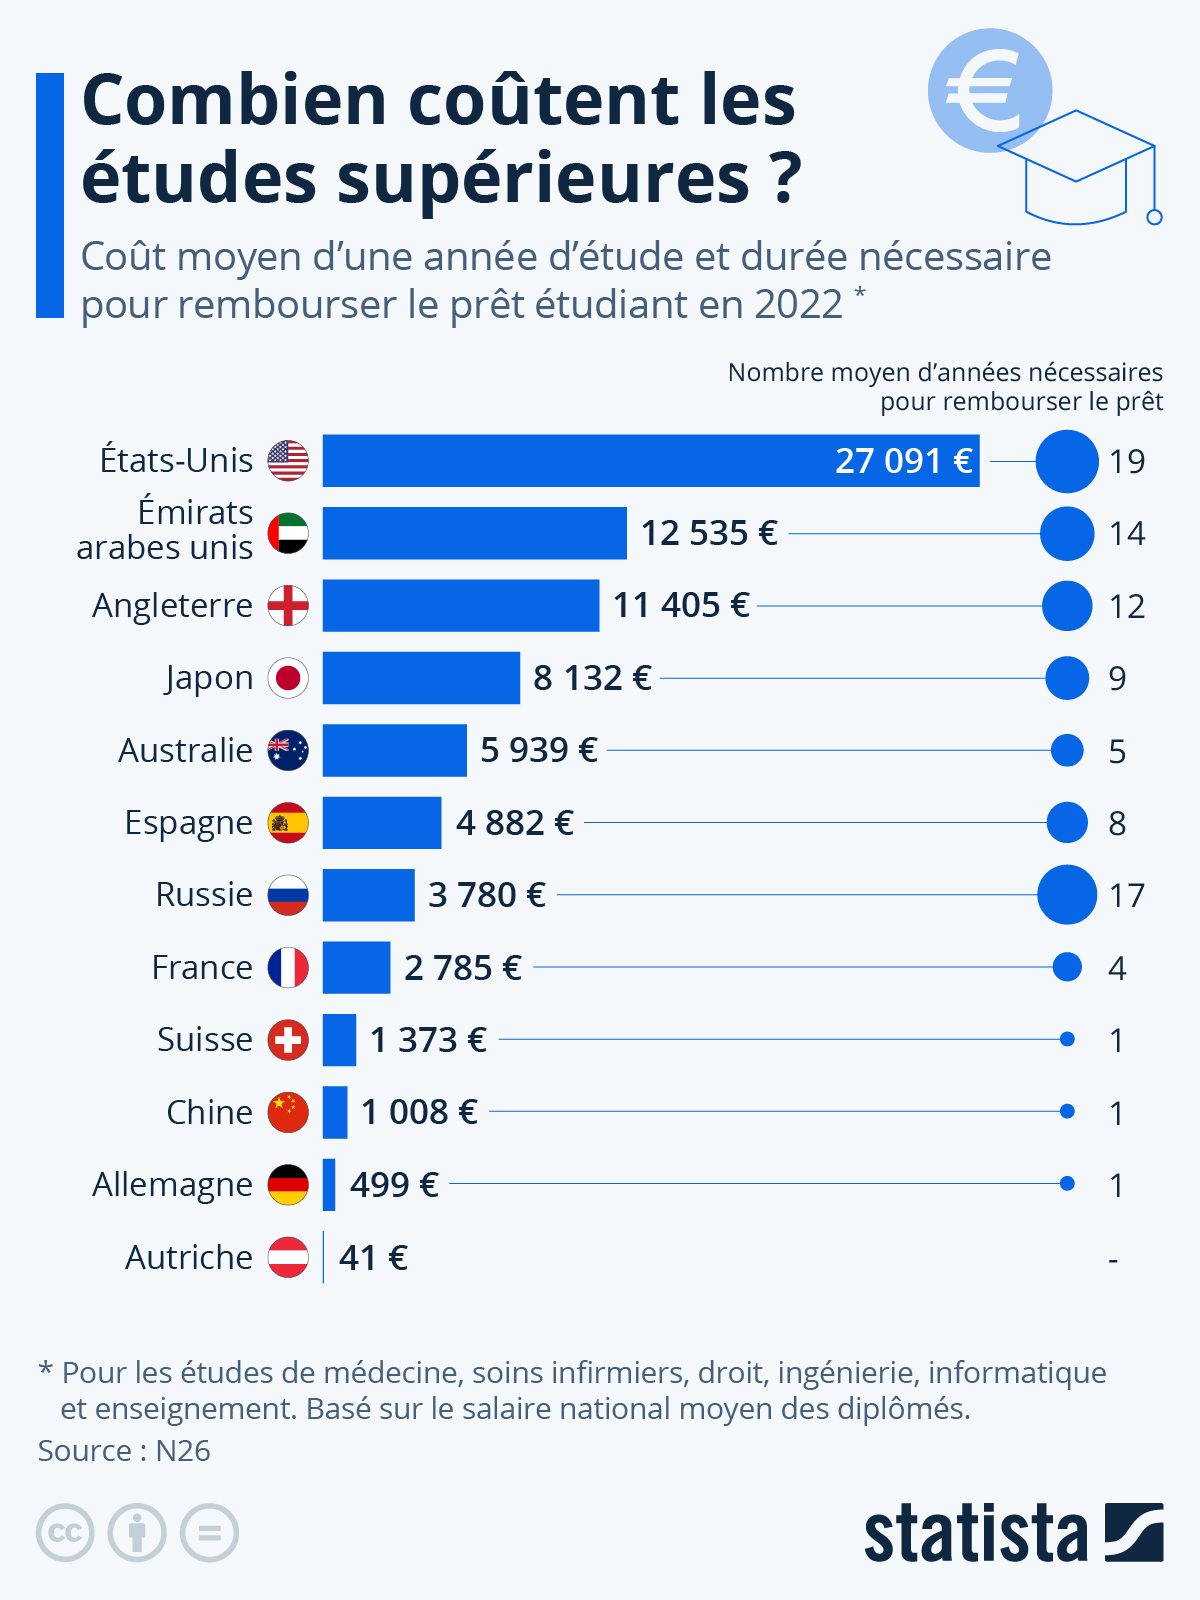 Combien coûtent les
études supérieures ?
Coût moyen d’une année d’étude et durée nécessaire
pour rembourser le prêt étudiant en 2022 *
Nombre moyen d’années nécessaires
pour rembourser le prêt
États-Unis 27 091 € 19
Émirats
arabes unis 12 535 € 14
Angleterre 11 405 € 12
Japon 8 132 € 9
Australie 5 939 € 5
Espagne 4 882 € 8
Russie 3 780 € 17
France 2 785 € 4
Suisse 1 373 € 1
Chine 1 008 € 1
Allemagne 499 € 1
Autriche 41 € -
* Pour les études de médecine, soins infirmiers, droit, ingénierie, informatique
et enseignement. Basé sur le salaire national moyen des diplômés.
Source : N26
cc =
statista